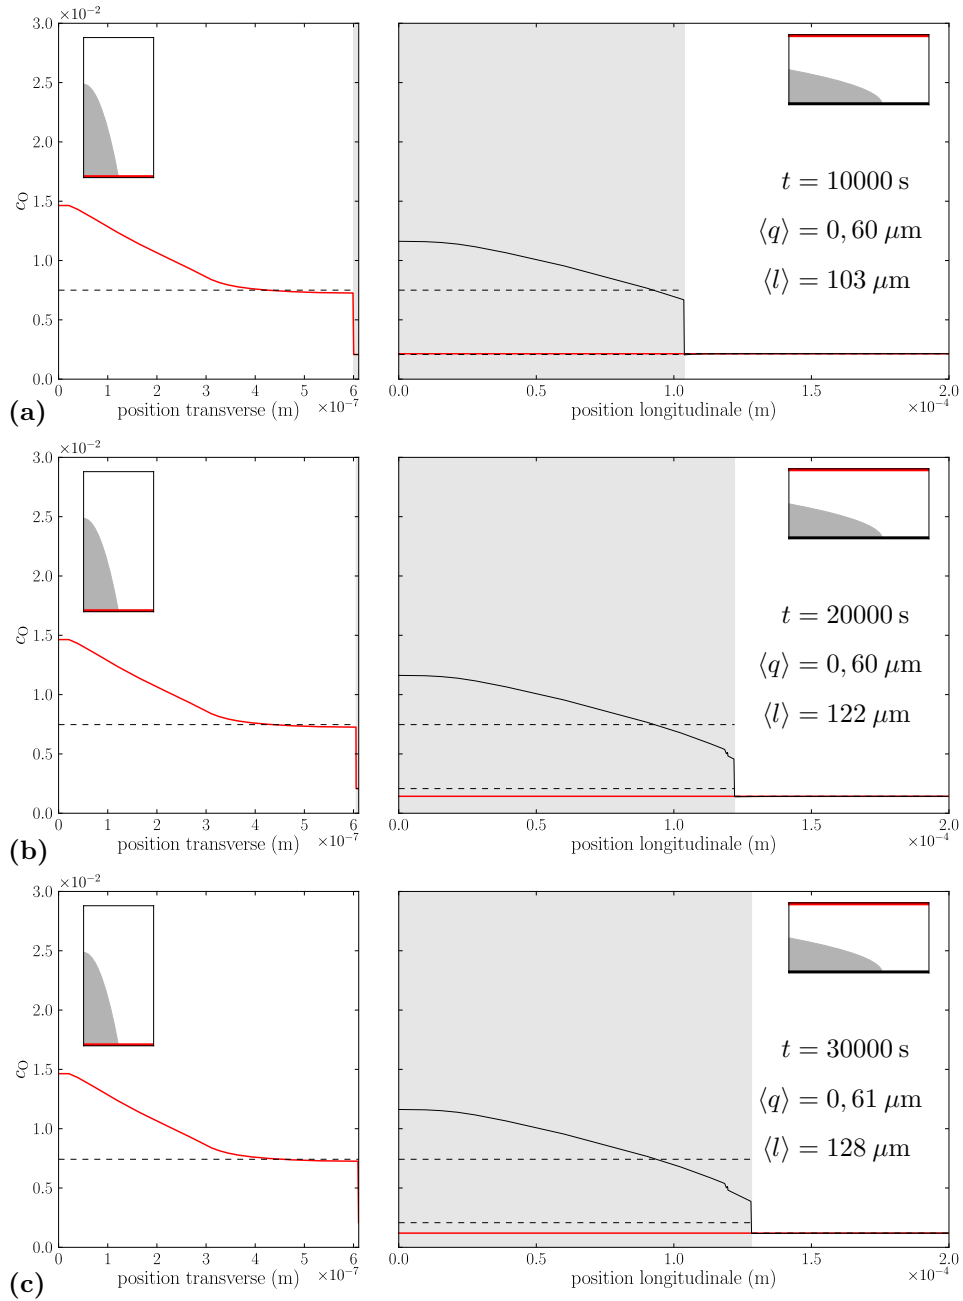 ×10⁻²
3.0
2.5
2.0
1.5
1.0
0.5
0.0
c_O
0 1 2 3 4 5 6
×10⁻⁷
position transverse (m)
0.0 0.5 1.0 1.5 2.0
×10⁻⁴
position longitudinale (m)
t = 10000 s
⟨q⟩ = 0, 60 µm
⟨l⟩ = 103 µm
(a)
×10⁻²
3.0
2.5
2.0
1.5
1.0
0.5
0.0
c_O
0 1 2 3 4 5 6
×10⁻⁷
position transverse (m)
0.0 0.5 1.0 1.5 2.0
×10⁻⁴
position longitudinale (m)
t = 20000 s
⟨q⟩ = 0, 60 µm
⟨l⟩ = 122 µm
(b)
×10⁻²
3.0
2.5
2.0
1.5
1.0
0.5
0.0
c_O
0 1 2 3 4 5 6
×10⁻⁷
position transverse (m)
0.0 0.5 1.0 1.5 2.0
×10⁻⁴
position longitudinale (m)
t = 30000 s
⟨q⟩ = 0, 61 µm
⟨l⟩ = 128 µm
(c)